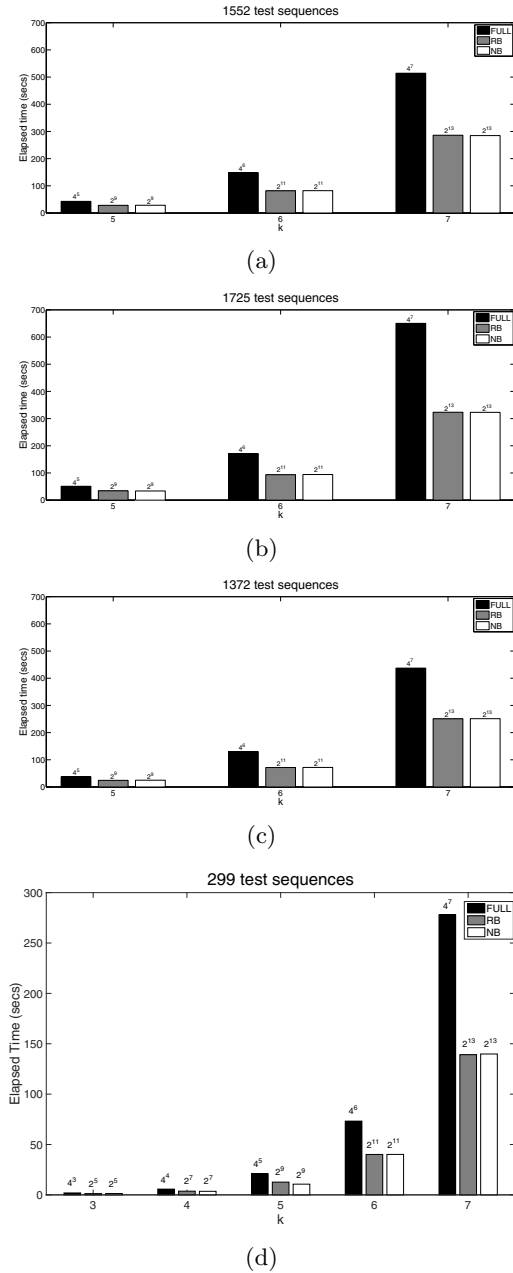 1552 test sequences
FULL
RB
NB
Elapsed time (secs)
700
600
500
400
300
200
100
0
4^5 2^9 2^9 4^6 2^11 2^11 4^7 2^13 2^13
5 6 7
k
(a)
1725 test sequences
FULL
RB
NB
Elapsed time (secs)
700
600
500
400
300
200
100
0
4^5 2^9 2^9 4^6 2^11 2^11 4^7 2^13 2^13
5 6 7
k
(b)
1372 test sequences
FULL
RB
NB
Elapsed time (secs)
700
600
500
400
300
200
100
0
4^5 2^9 2^9 4^6 2^11 2^11 4^7 2^13 2^13
5 6 7
k
(c)
299 test sequences
FULL
RB
NB
Elapsed Time (secs)
300
250
200
150
100
50
0
4^3 2^5 2^5 4^4 2^7 2^7 4^5 2^9 2^9 4^6 2^11 2^11 4^7 2^13 2^13
3 4 5 6 7
k
(d)